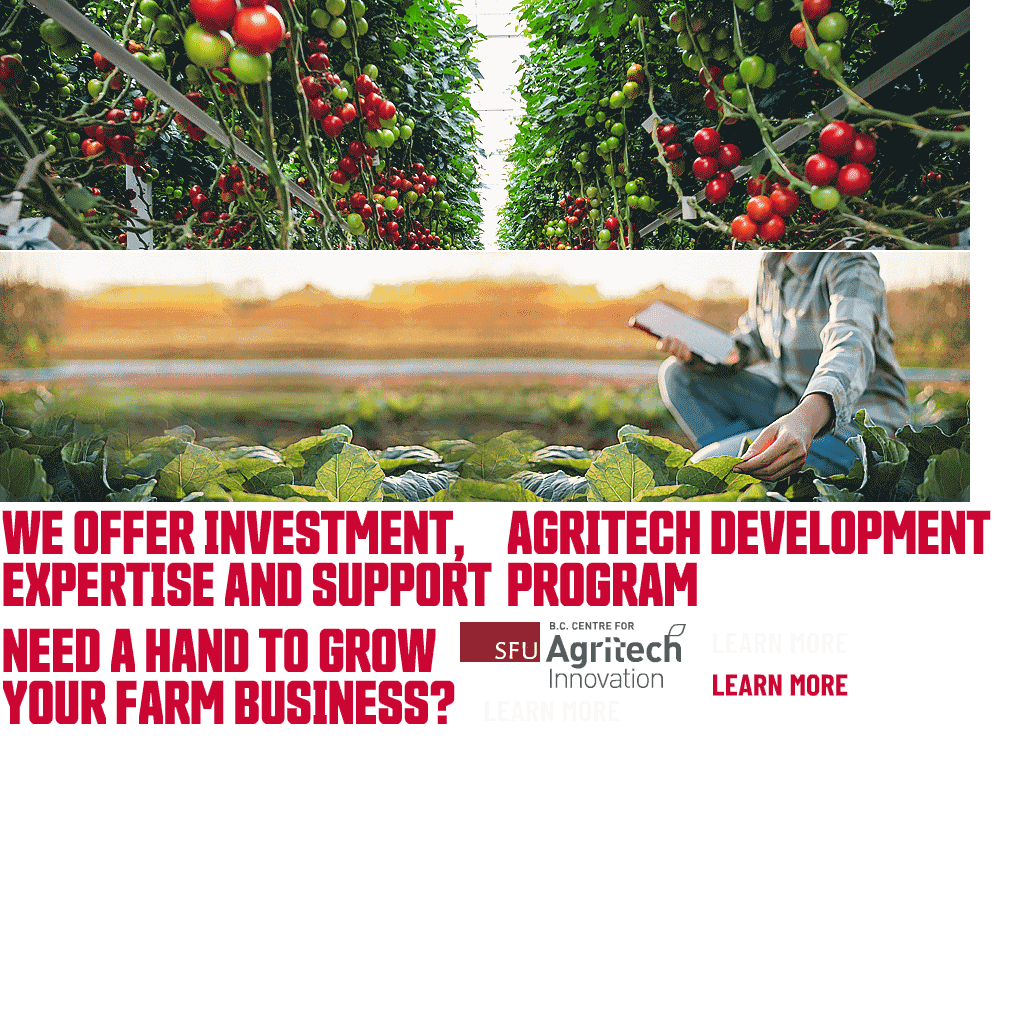 WE OFFER INVESTMENT,
EXPERTISE AND SUPPORT
AGRITECH DEVELOPMENT
PROGRAM
NEED A HAND TO GROW
YOUR FARM BUSINESS?
SFU
B.C. CENTRE FOR
Agritech
Innovation
LEARN MORE
LEARN MORE
LEARN MORE